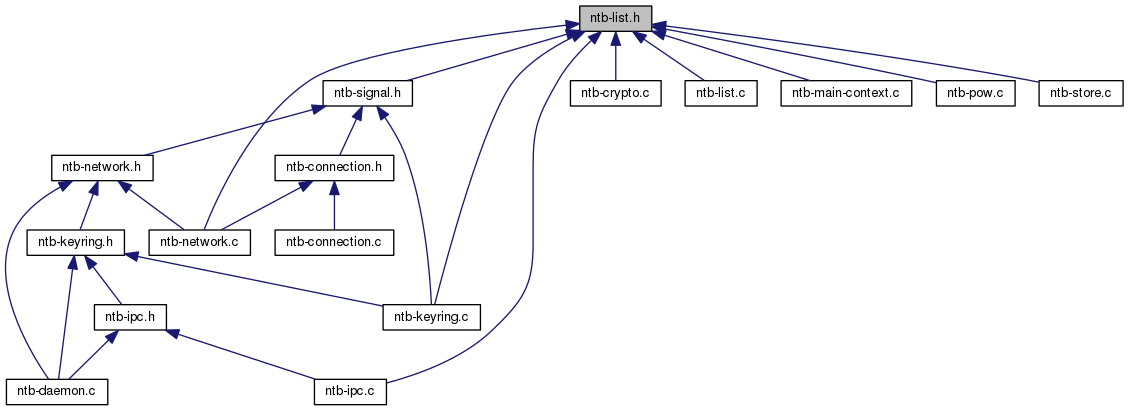 ntb-list.h
ntb-signal.h
ntb-crypto.c
ntb-list.c
ntb-main-context.c
ntb-pow.c
ntb-store.c
ntb-network.h
ntb-connection.h
ntb-keyring.h
ntb-network.c
ntb-connection.c
ntb-ipc.h
ntb-keyring.c
ntb-daemon.c
ntb-ipc.c